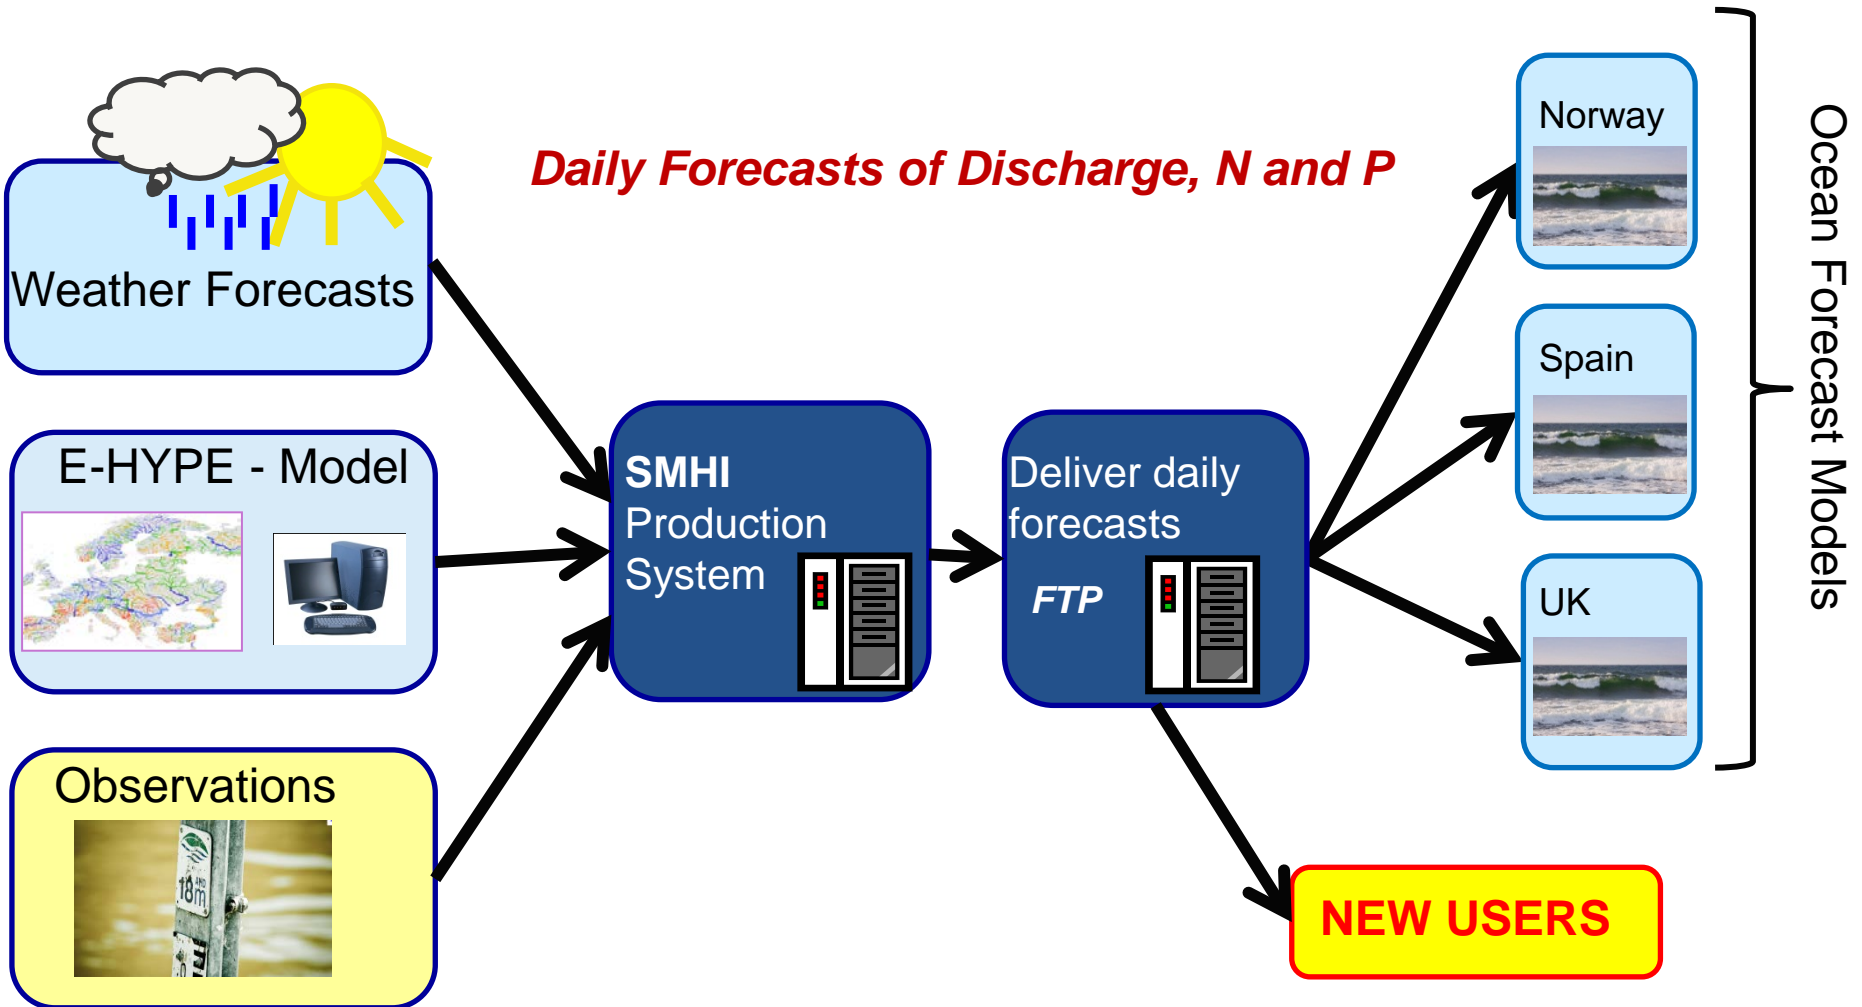 Daily Forecasts of Discharge, N and P
Weather Forecasts
E-HYPE - Model
Observations
18m
AHD
SMHI
Production
System
Deliver daily
forecasts
FTP
Norway
Spain
UK
Ocean Forecast Models
NEW USERS